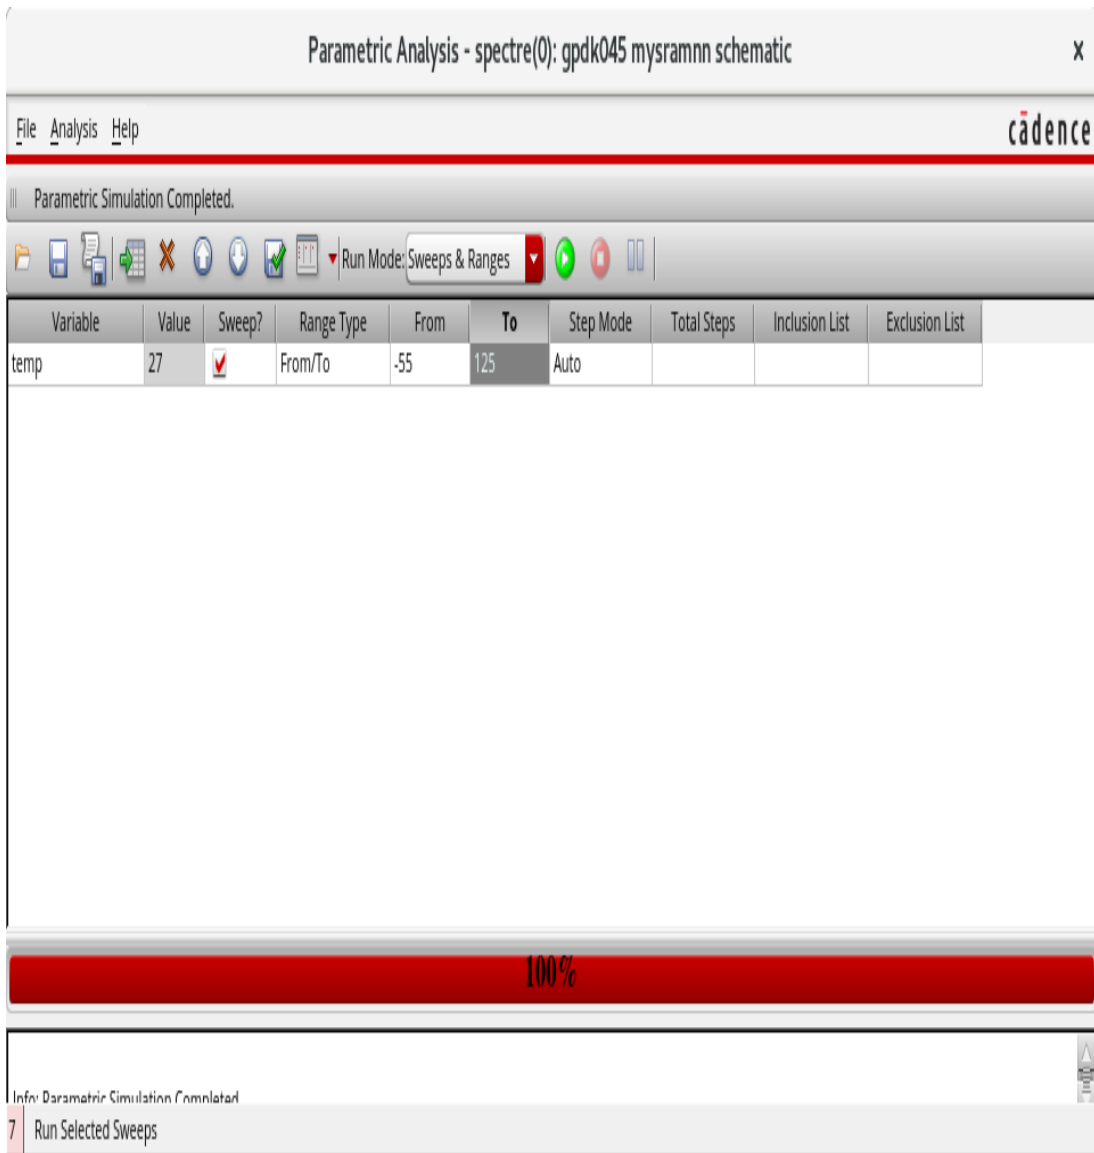 Parametric Analysis - spectre(0): gpdk045 mysramnn schematic x
File Analysis Help cādence
Parametric Simulation Completed.
Run Mode: Sweeps & Ranges
Variable Value Sweep? Range Type From To Step Mode Total Steps Inclusion List Exclusion List
temp 27 From/To -55 125 Auto
100%
Info: Parametric Simulation Completed
7 Run Selected Sweeps